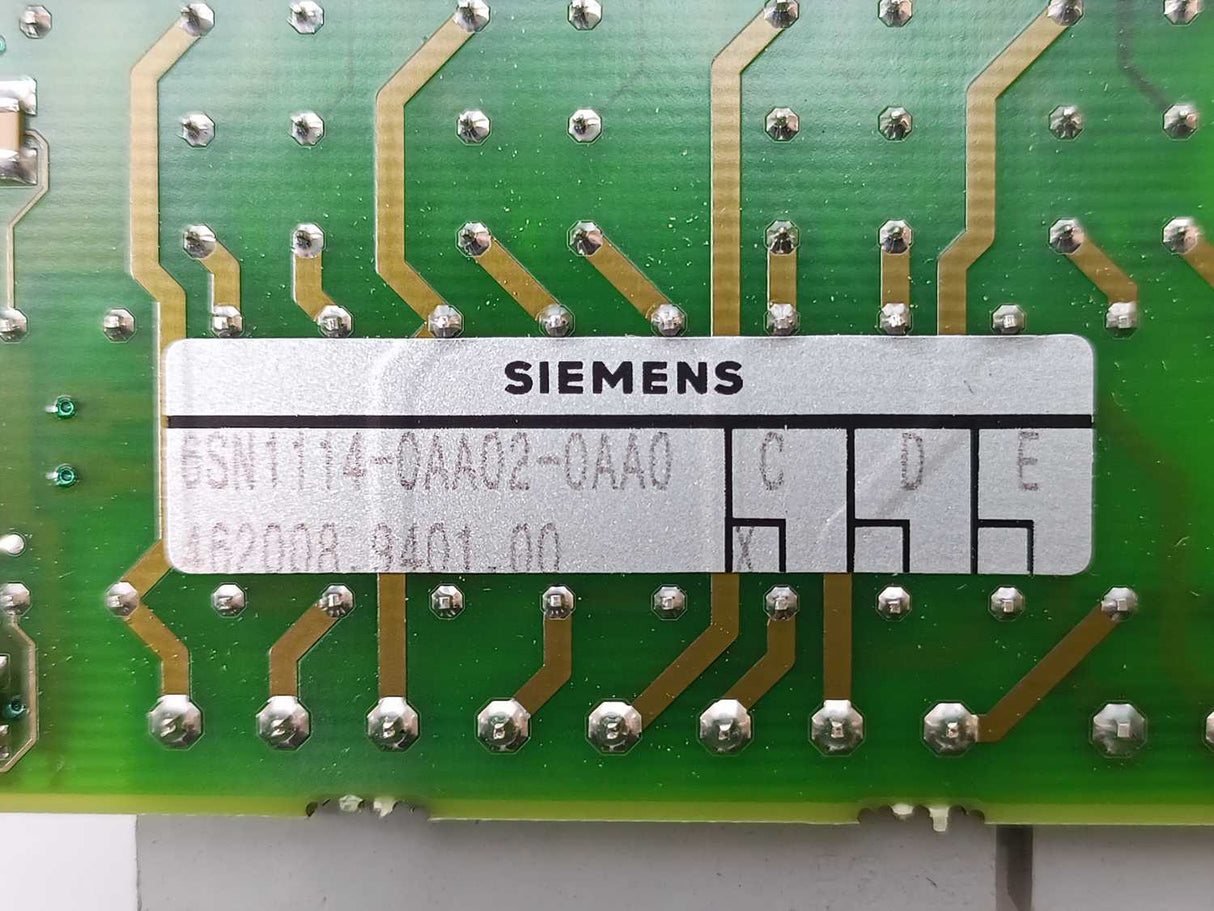 SIEMENS
6SN1114-0AA02-0AA0 C D E
462008.9401.00 X